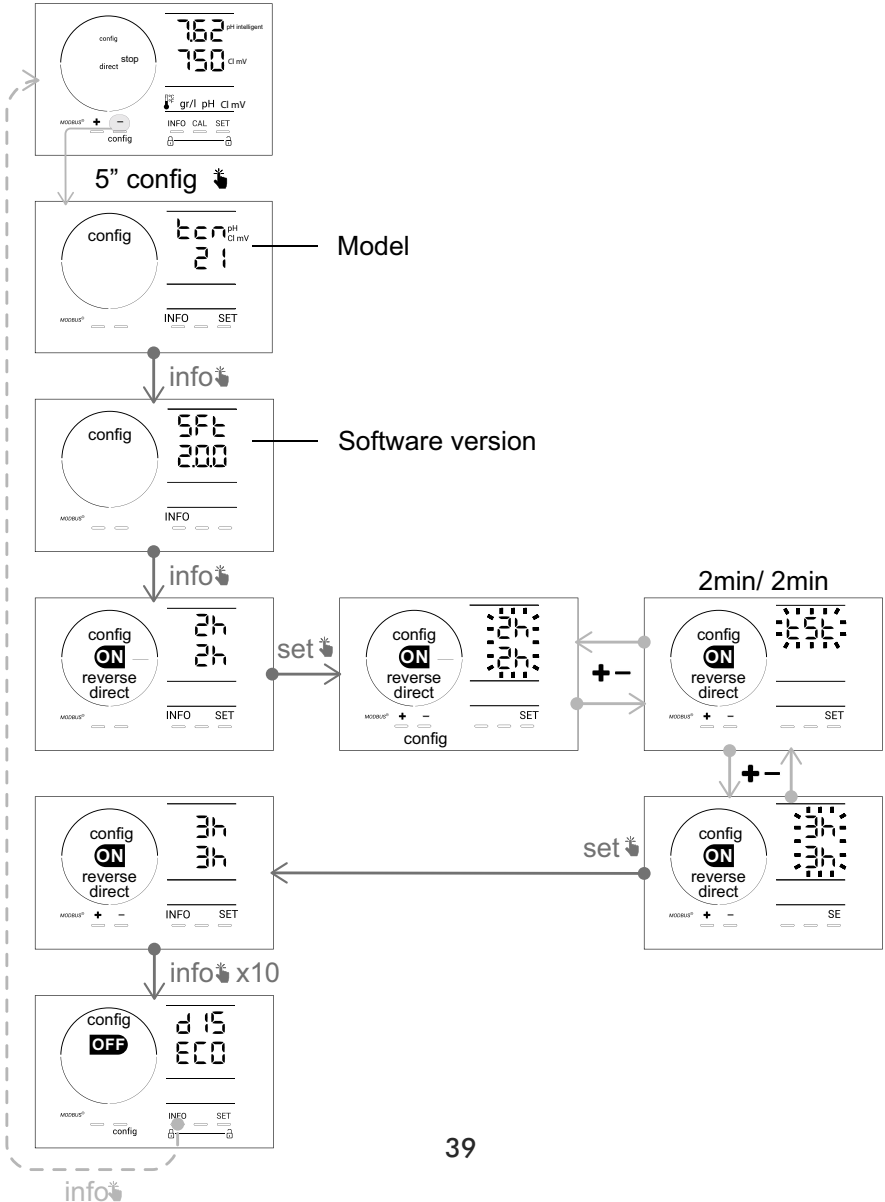 config
stop
direct
7.62 pH intelligent
750 Cl mV
°C
°F
gr/l pH Cl mV
MODBUS® + − INFO CAL SET
config
5” config
config
tcn pH
Cl mV
21
Model
MODBUS® INFO SET
info
config
SFt
2.0.0
Software version
MODBUS® INFO
info
config
ON
reverse
direct
2h
2h
MODBUS® INFO SET
set
config
ON
reverse
direct
2h
2h
MODBUS® + − SET
config
+ −
2min/ 2min
config
ON
reverse
direct
tSt
MODBUS® + − SET
+ −
config
ON
reverse
direct
3h
3h
MODBUS® + − SE
set
config
ON
reverse
direct
3h
3h
MODBUS® + − INFO SET
info x10
config
OFF
dIS
ECO
MODBUS® INFO SET
config
39
info